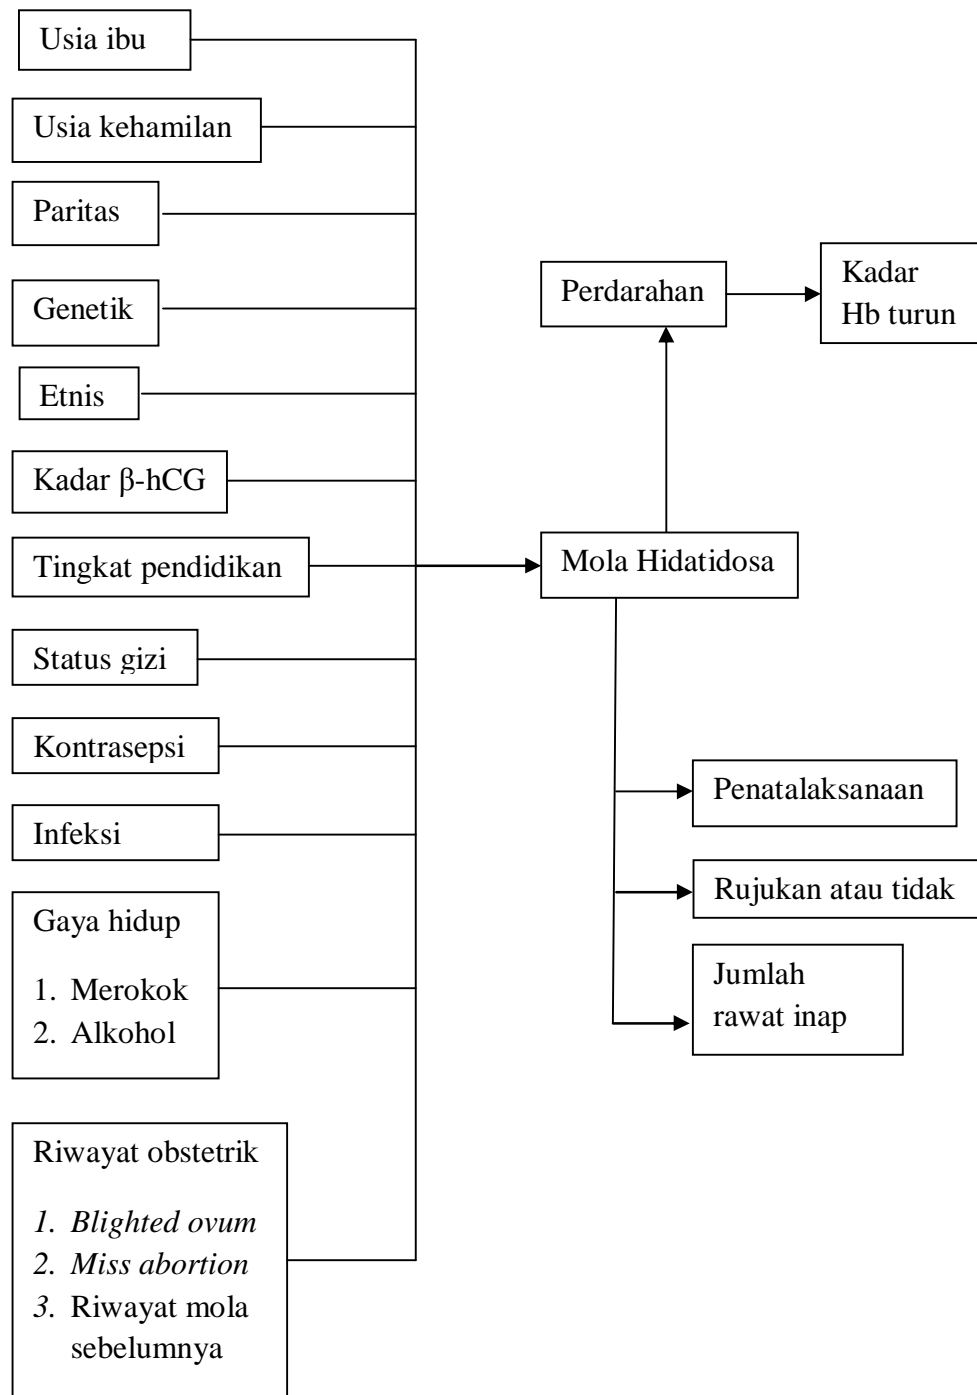 Usia ibu
Usia kehamilan
Paritas
Genetik
Etnis
Kadar β-hCG
Tingkat pendidikan
Status gizi
Kontrasepsi
Infeksi
Gaya hidup
1. Merokok
2. Alkohol
Riwayat obstetrik
1. Blighted ovum
2. Miss abortion
3. Riwayat mola
sebelumnya
Mola Hidatidosa
Perdarahan
Kadar
Hb turun
Penatalaksanaan
Rujukan atau tidak
Jumlah
rawat inap